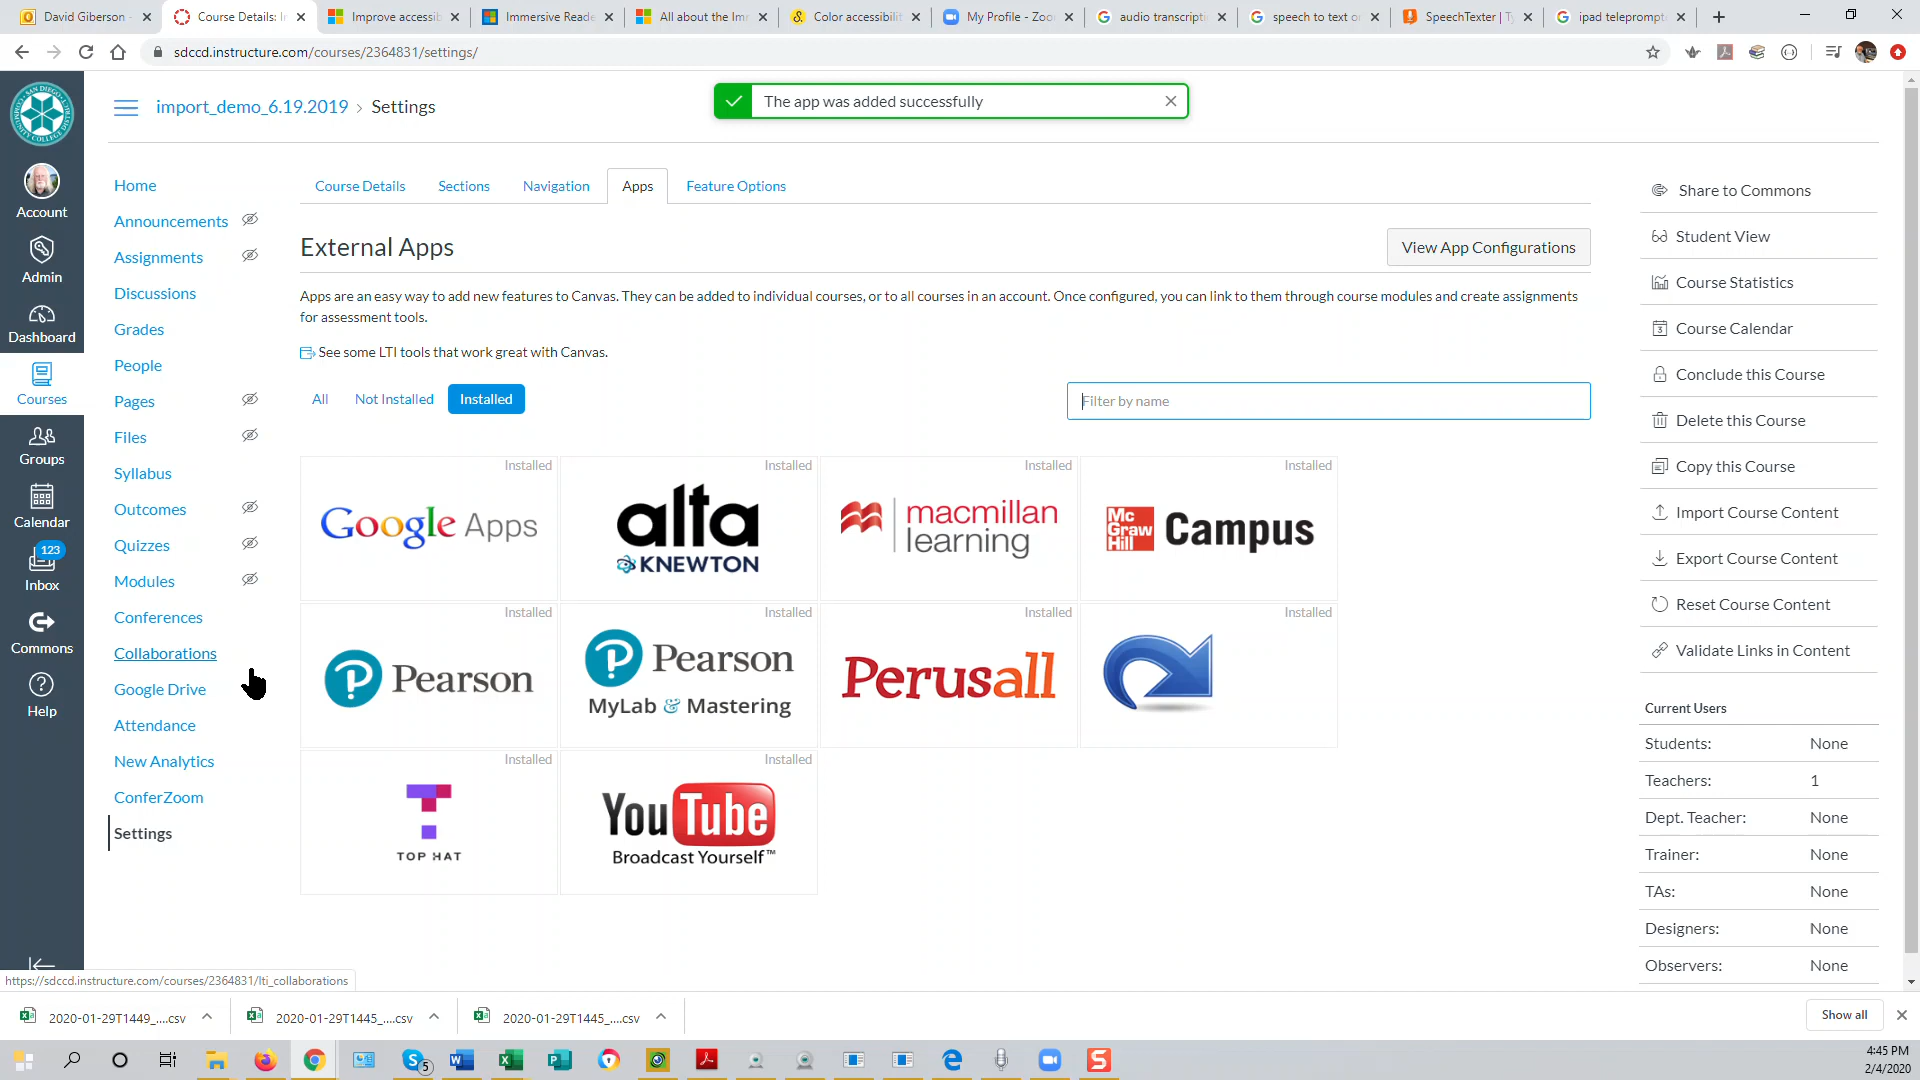 David Giberson -
Course Details: I
Improve accessib
Immersive Reade
All about the Im
Color accessibilit
My Profile - Zoo
audio transcripti
speech to text o
SpeechTexter | T
ipad teleprompt
sdccd.instructure.com/courses/2364831/settings/
The app was added successfully
import_demo_6.19.2019 > Settings
SAN DIEGO
COMMUNITY COLLEGE DISTRICT
Account
Admin
Dashboard
Courses
Groups
Calendar
123
Inbox
Commons
Help
Home
Announcements
Assignments
Discussions
Grades
People
Pages
Files
Syllabus
Outcomes
Quizzes
Modules
Conferences
Collaborations
Google Drive
Attendance
New Analytics
ConferZoom
Settings
Course Details Sections Navigation Apps Feature Options
External Apps
View App Configurations
Apps are an easy way to add new features to Canvas. They can be added to individual courses, or to all courses in an account. Once configured, you can link to them through course modules and create assignments
for assessment tools.
See some LTI tools that work great with Canvas.
All Not Installed Installed
Filter by name
Installed
Google Apps
Installed
alta
KNEWTON
Installed
macmillan
learning
Installed
Mc
Graw
Hill
Campus
Installed
Pearson
Installed
Pearson
MyLab & Mastering
Installed
Perusall
Installed
Installed
TOP HAT
Installed
YouTube
Broadcast Yourself™
Share to Commons
Student View
Course Statistics
Course Calendar
Conclude this Course
Delete this Course
Copy this Course
Import Course Content
Export Course Content
Reset Course Content
Validate Links in Content
Current Users
Students: None
Teachers: 1
Dept. Teacher: None
Trainer: None
TAs: None
Designers: None
Observers: None
https://sdccd.instructure.com/courses/2364831/lti_collaborations
2020-01-29T1449_....csv
2020-01-29T1445_....csv
2020-01-29T1445_....csv
Show all
5
4:45 PM
2/4/2020